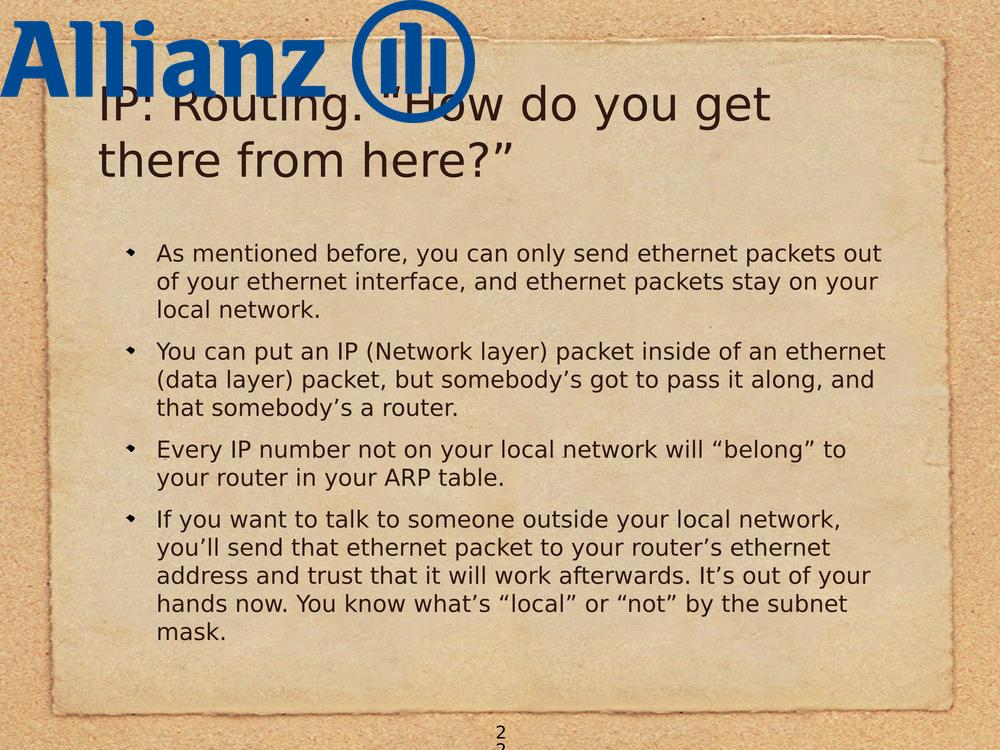 Allianz
IP: Routing. “How do you get
there from here?”
As mentioned before, you can only send ethernet packets out
of your ethernet interface, and ethernet packets stay on your
local network.
You can put an IP (Network layer) packet inside of an ethernet
(data layer) packet, but somebody’s got to pass it along, and
that somebody’s a router.
Every IP number not on your local network will “belong” to
your router in your ARP table.
If you want to talk to someone outside your local network,
you’ll send that ethernet packet to your router’s ethernet
address and trust that it will work afterwards. It’s out of your
hands now. You know what’s “local” or “not” by the subnet
mask.
2
2